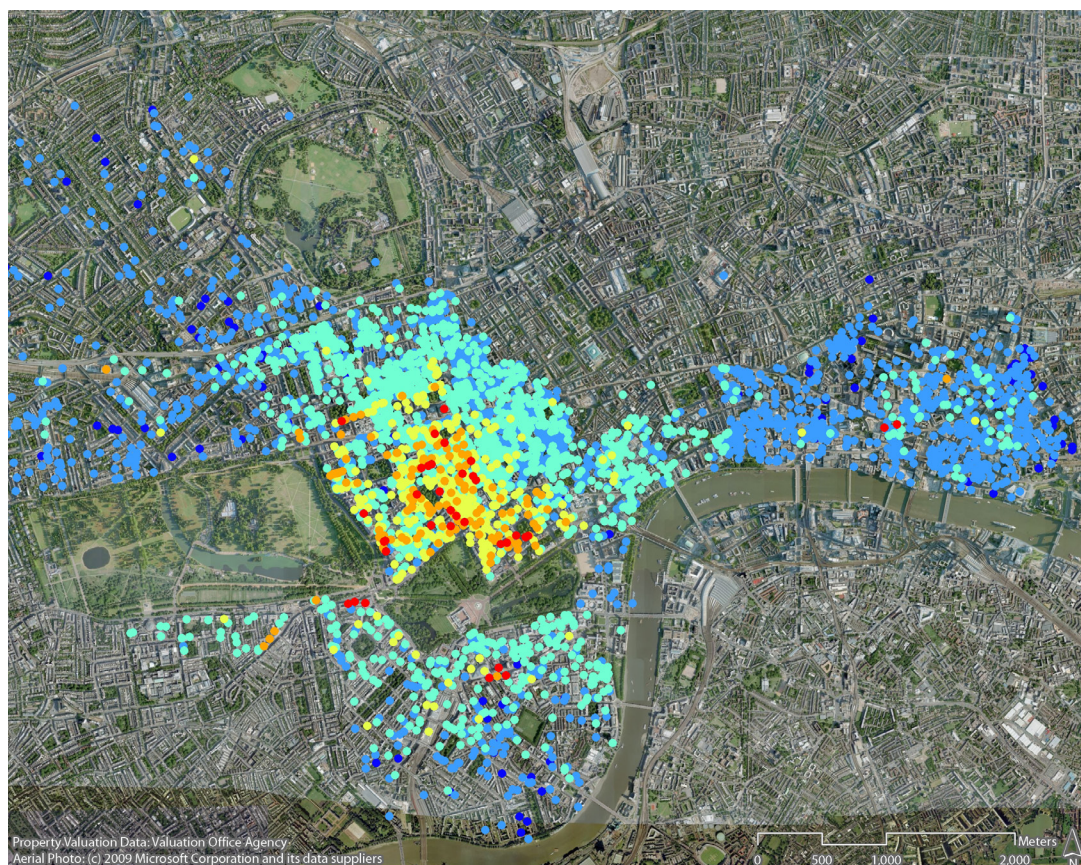 Property Valuation Data: Valuation Office Agency
Aerial Photo: (c) 2009 Microsoft Corporation and its data suppliers
Meters
0 500 1,000 2,000